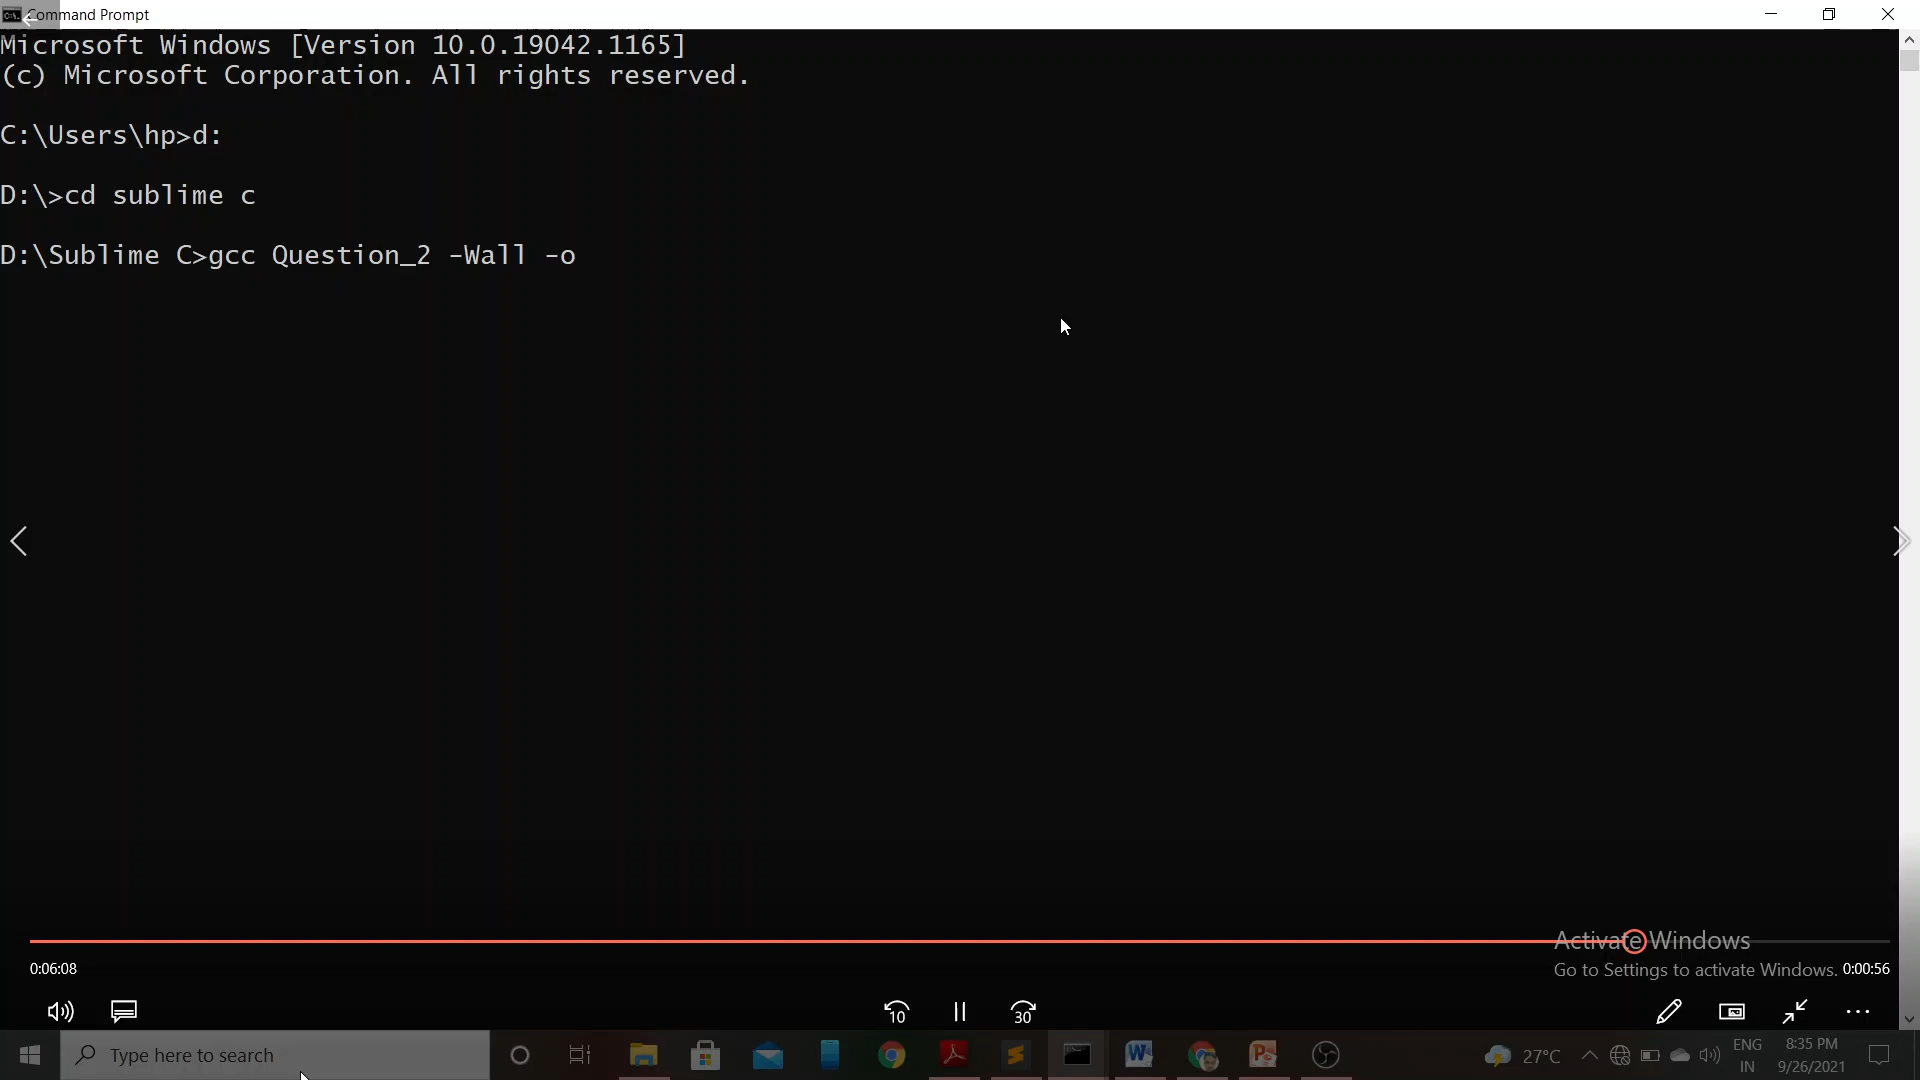 Command Prompt
Microsoft Windows [Version 10.0.19042.1165]
(c) Microsoft Corporation. All rights reserved.
C:\Users\hp>d:
D:\>cd sublime c
D:\Sublime C>gcc Question_2 -Wall -o
Activate Windows
Go to Settings to activate Windows.
0:06:08
0:00:56
10
30
Type here to search
27°C
ENG
IN
8:35 PM
9/26/2021